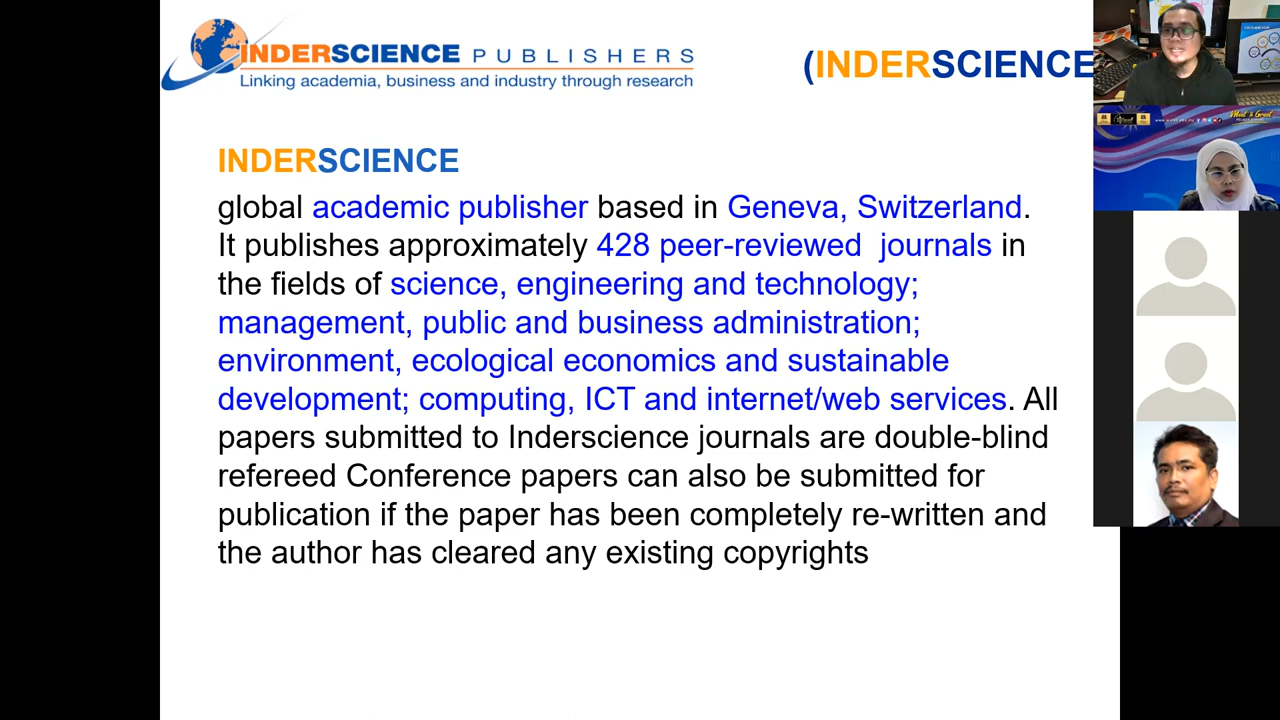 INDERSCIENCE PUBLISHERS
Linking academia, business and industry through research
(INDERSCIENCE
INDERSCIENCE
global academic publisher based in Geneva, Switzerland.
It publishes approximately 428 peer-reviewed journals in
the fields of science, engineering and technology;
management, public and business administration;
environment, ecological economics and sustainable
development; computing, ICT and internet/web services. All
papers submitted to Inderscience journals are double-blind
refereed Conference papers can also be submitted for
publication if the paper has been completely re-written and
the author has cleared any existing copyrights